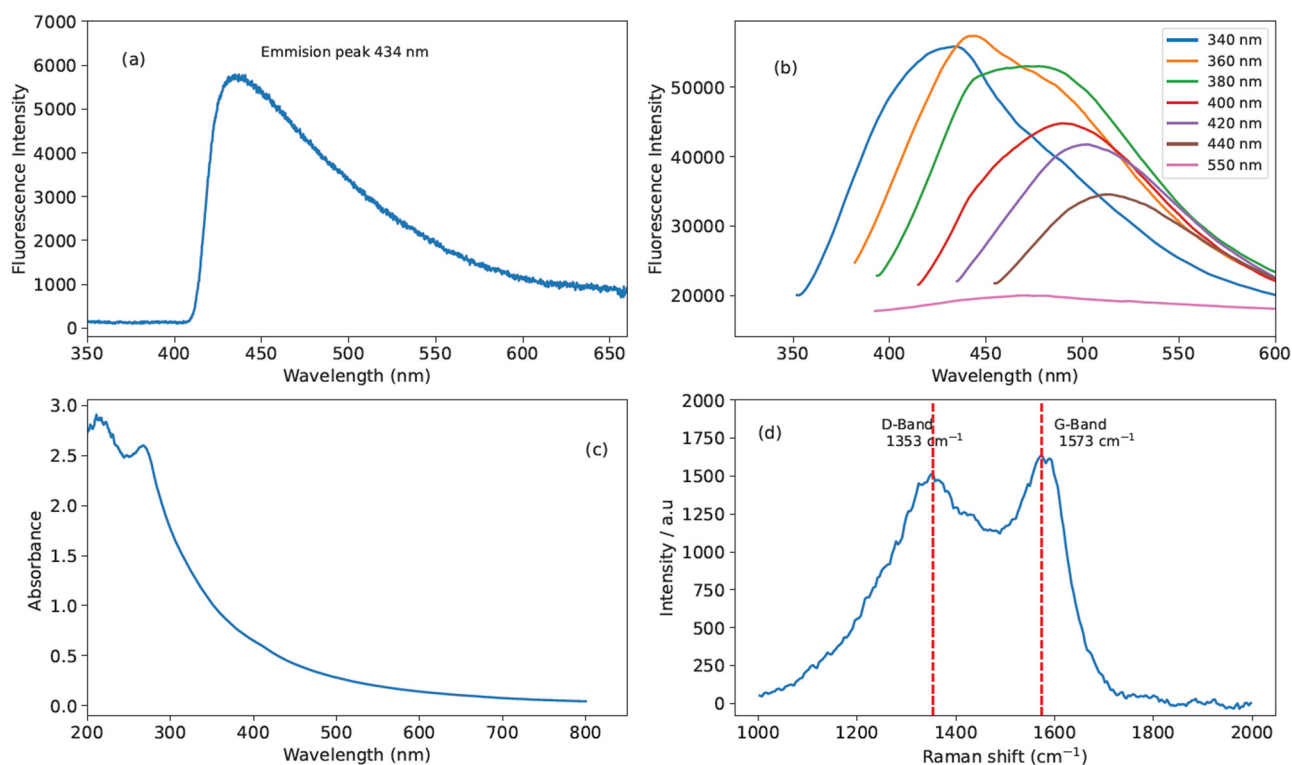 7000
6000
5000
4000
3000
2000
1000
0
Fluorescence Intensity
(a)
Emmision peak 434 nm
350 400 450 500 550 600 650
Wavelength (nm)
50000
40000
30000
20000
Fluorescence Intensity
(b)
340 nm
360 nm
380 nm
400 nm
420 nm
440 nm
550 nm
350 400 450 500 550 600
Wavelength (nm)
3.0
2.5
2.0
1.5
1.0
0.5
0.0
Absorbance
(c)
200 300 400 500 600 700 800
Wavelength (nm)
2000
1750
1500
1250
1000
750
500
250
0
Intensity / a.u
(d)
D-Band
1353 cm⁻¹
G-Band
1573 cm⁻¹
1000 1200 1400 1600 1800 2000
Raman shift (cm⁻¹)